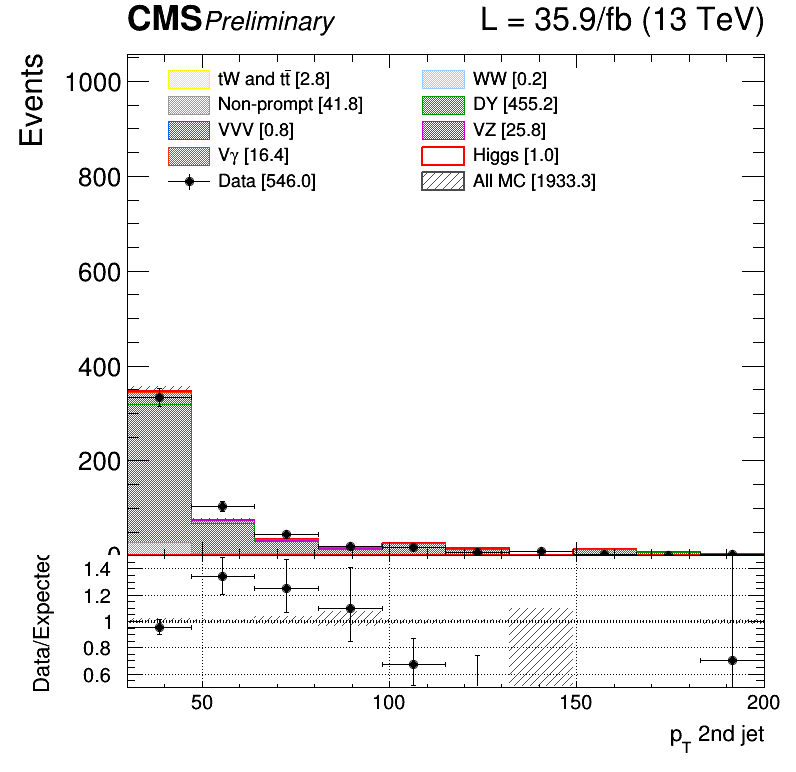 CMS Preliminary L = 35.9/fb (13 TeV)
Events
1000
800
600
400
200
0
tW and tt̄ [2.8]
Non-prompt [41.8]
VVV [0.8]
Vγ [16.4]
Data [546.0]
WW [0.2]
DY [455.2]
VZ [25.8]
Higgs [1.0]
All MC [1933.3]
Data/Expected
1.4
1.2
1
0.8
0.6
50 100 150 200
p_T 2nd jet